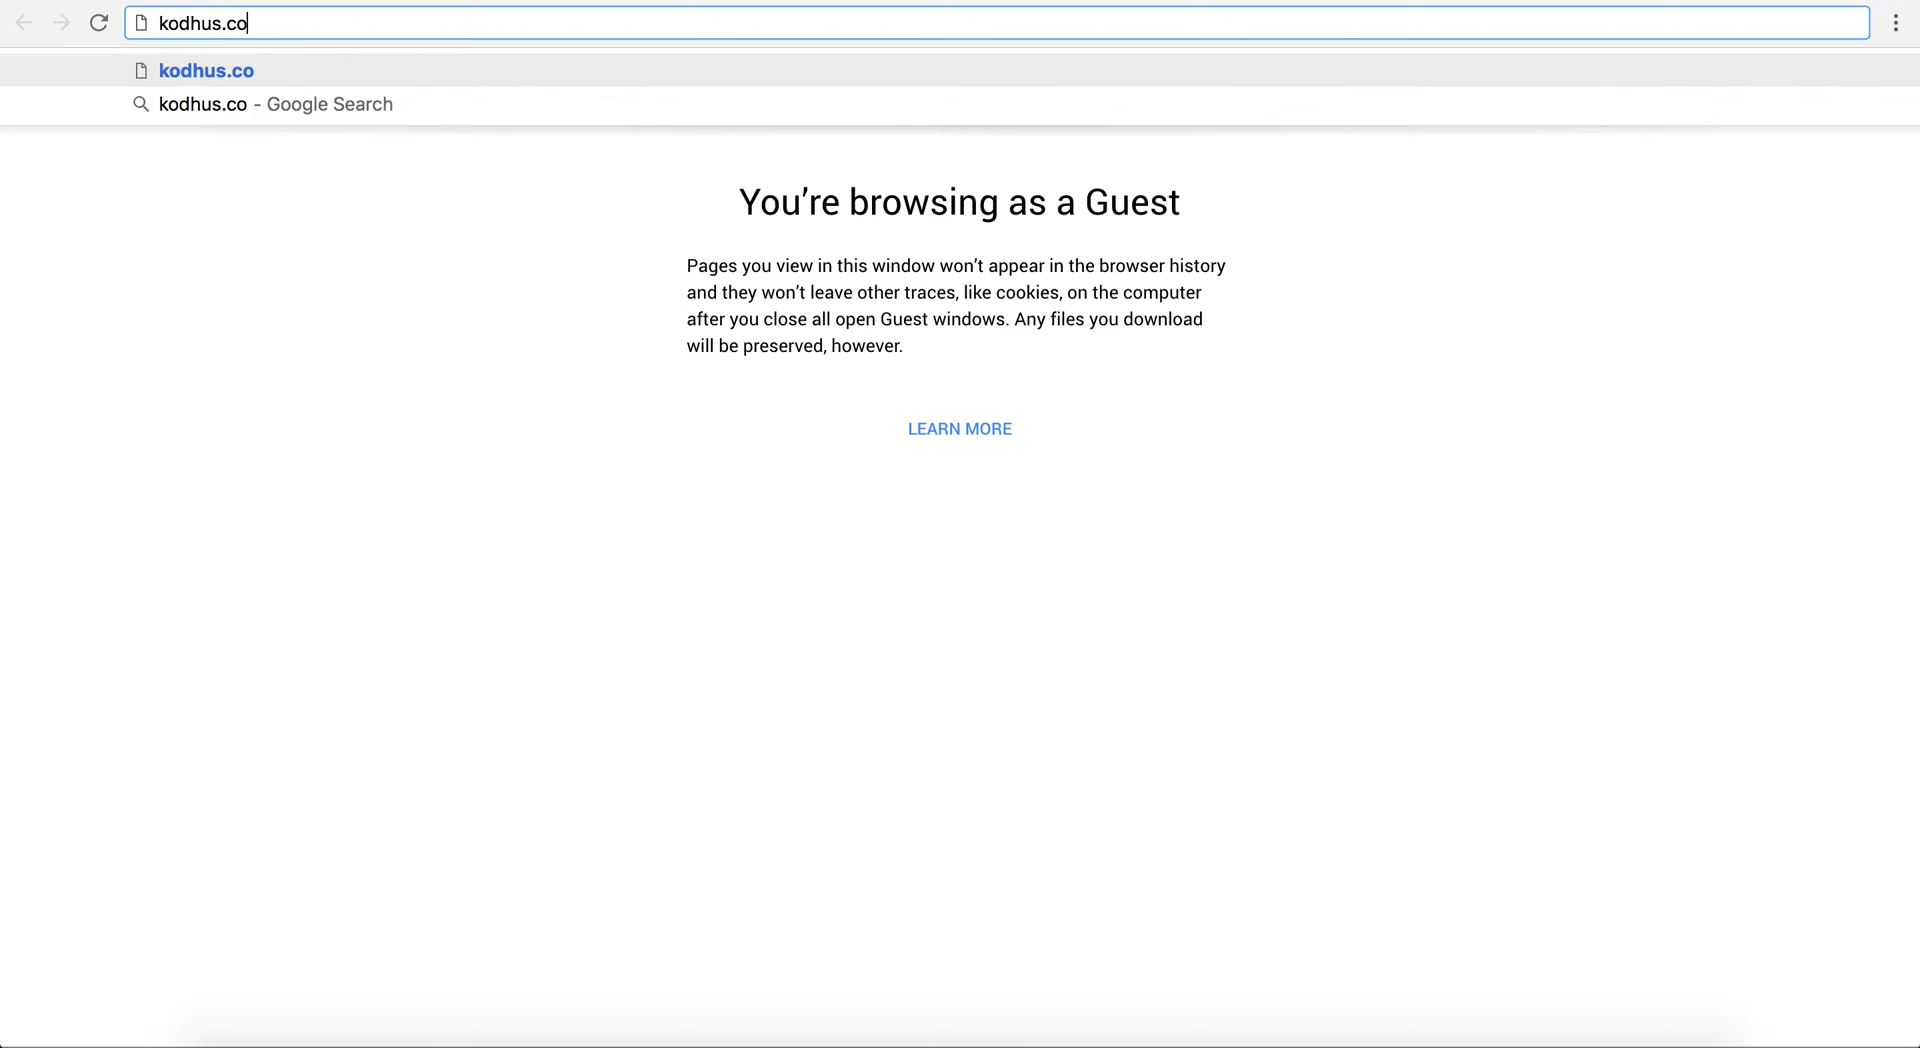 kodhus.co
kodhus.co
kodhus.co - Google Search
You’re browsing as a Guest
Pages you view in this window won’t appear in the browser history
and they won’t leave other traces, like cookies, on the computer
after you close all open Guest windows. Any files you download
will be preserved, however.
LEARN MORE